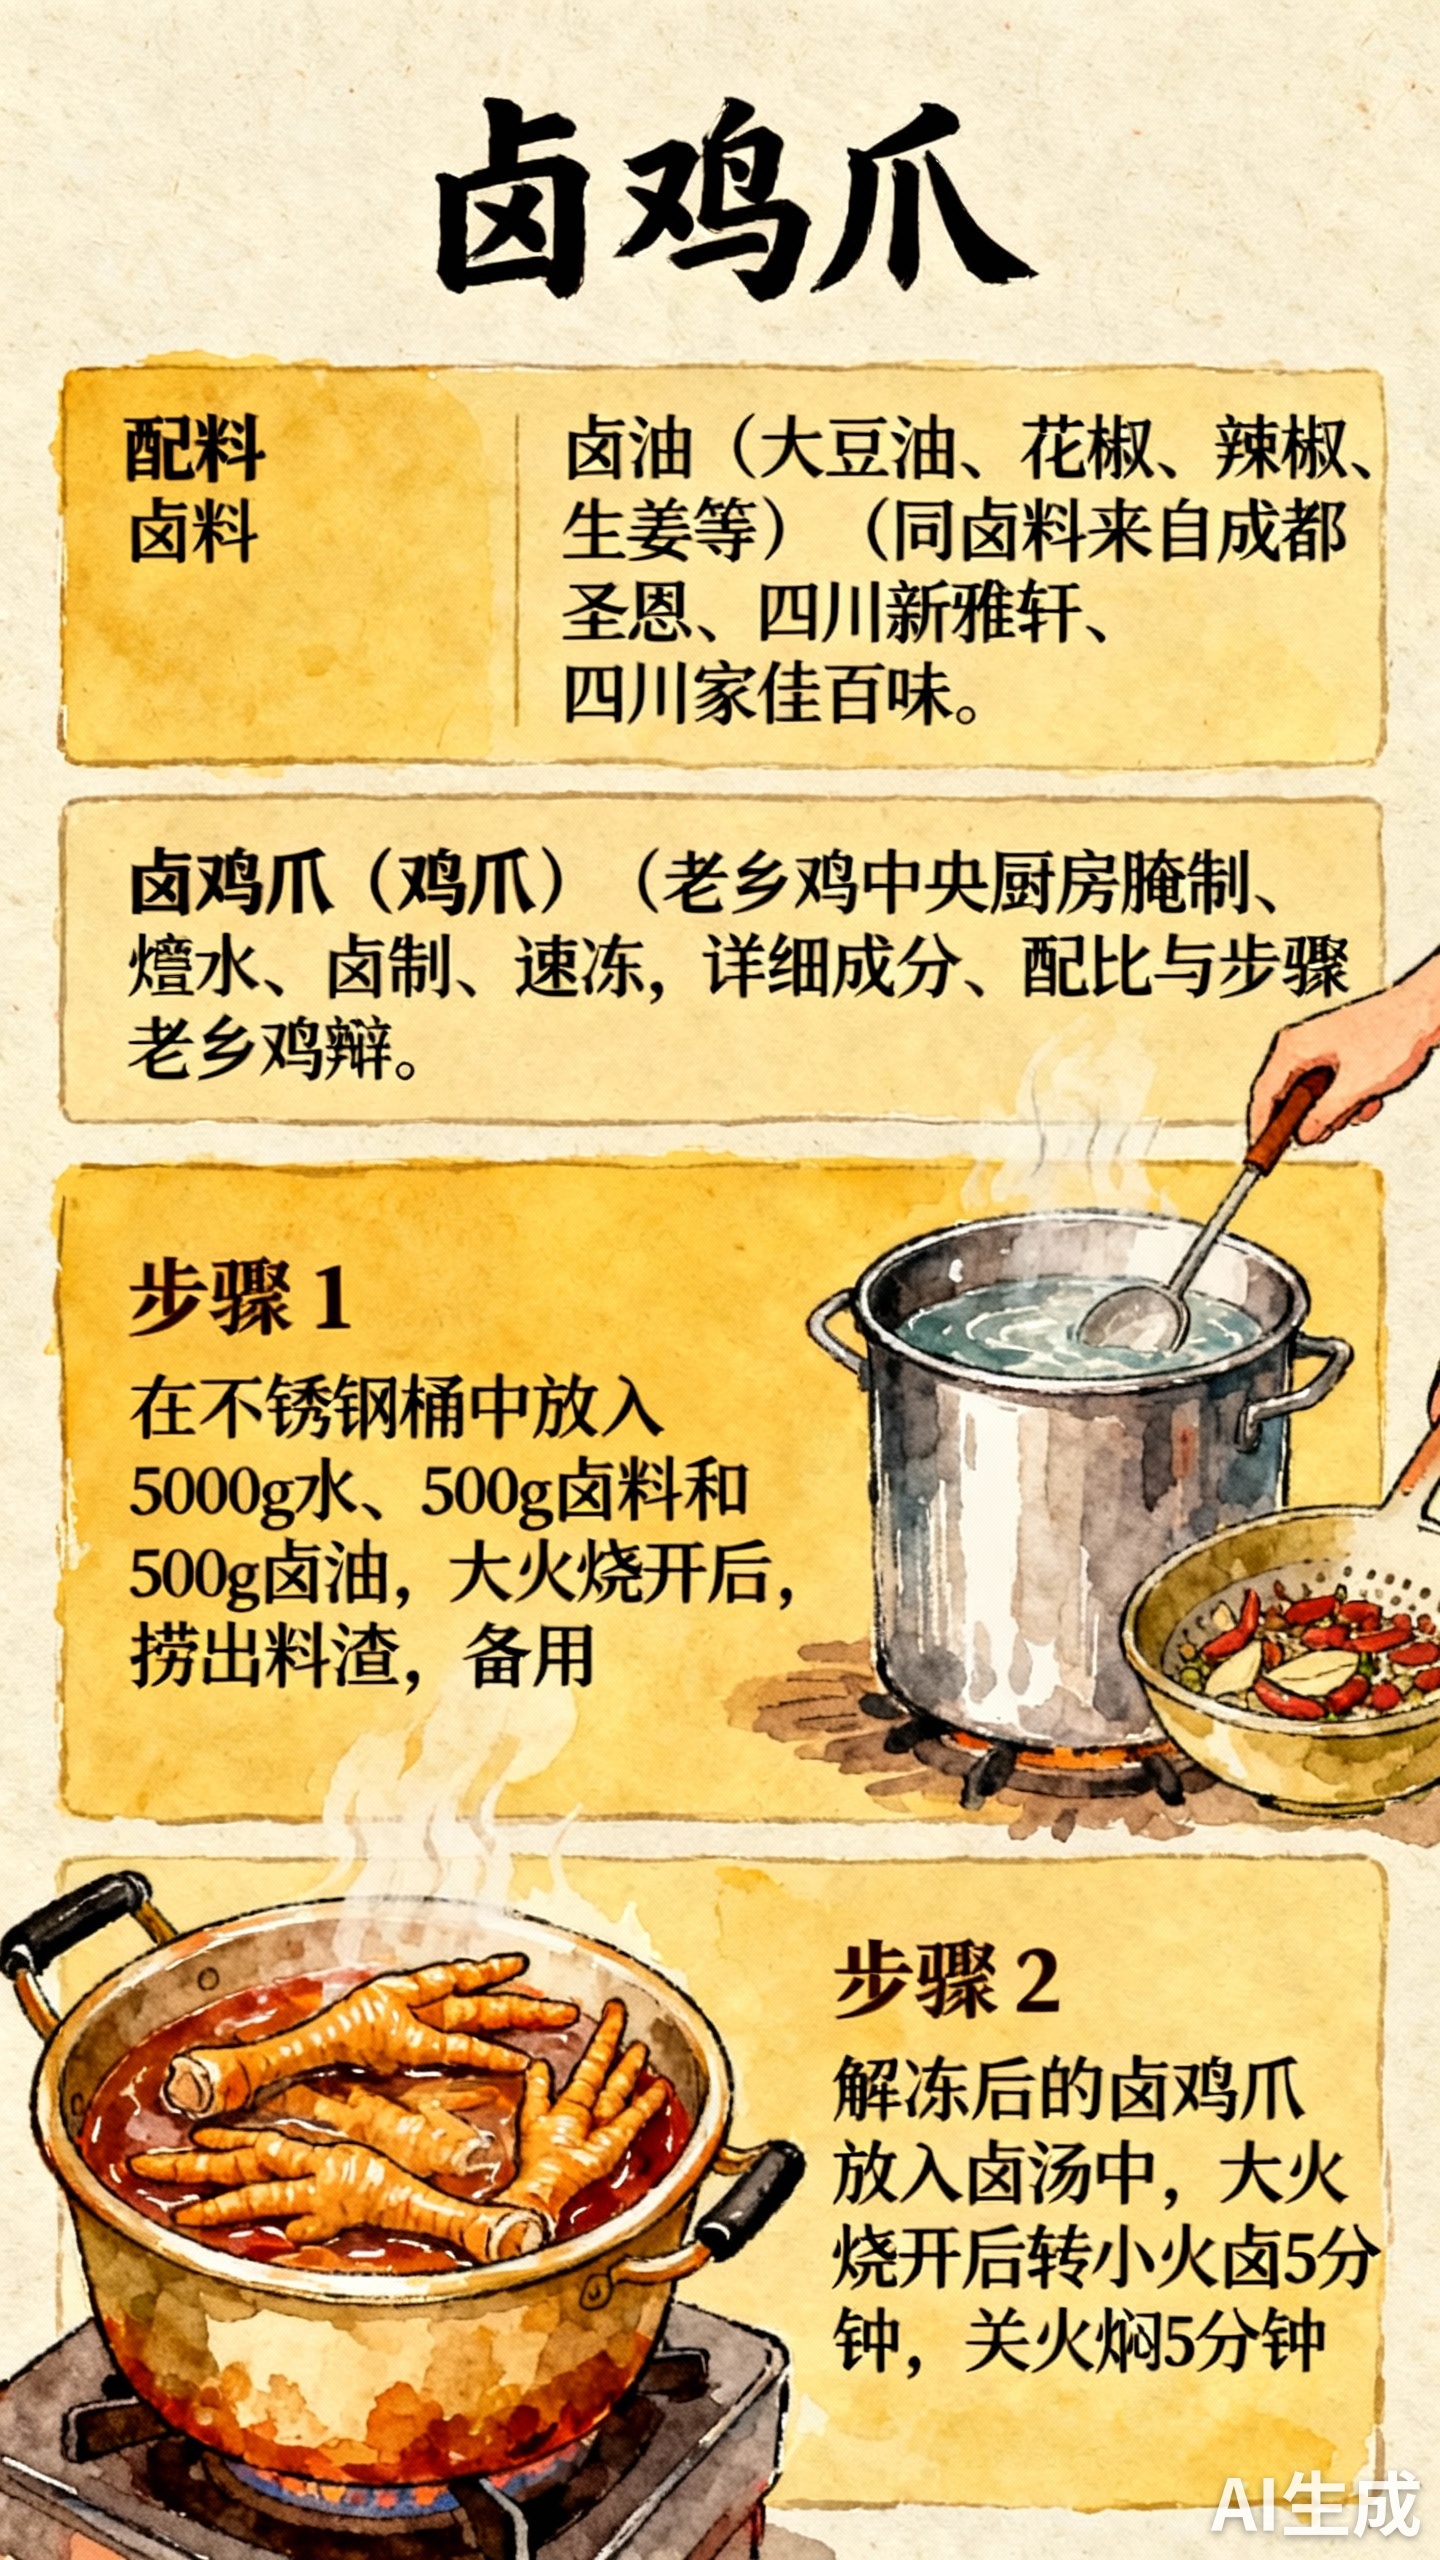 卤鸡爪
配料
卤料
卤油（大豆油、花椒、辣椒、
生姜等）（同卤料来自成都
圣恩、四川新雅轩、
四川家佳百味。
卤鸡爪（鸡爪）（老乡鸡中央厨房腌制、
水、卤制、速冻，详细成分、配比与步骤
老乡鸡。
步骤 1
在不锈钢桶中放入
5000g水、500g卤料和
500g卤油，大火烧开后，
捞出料渣，备用
步骤 2
解冻后的卤鸡爪
放入卤汤中，大火
烧开后转小火卤5分
钟，关火焖5分钟
AI生成